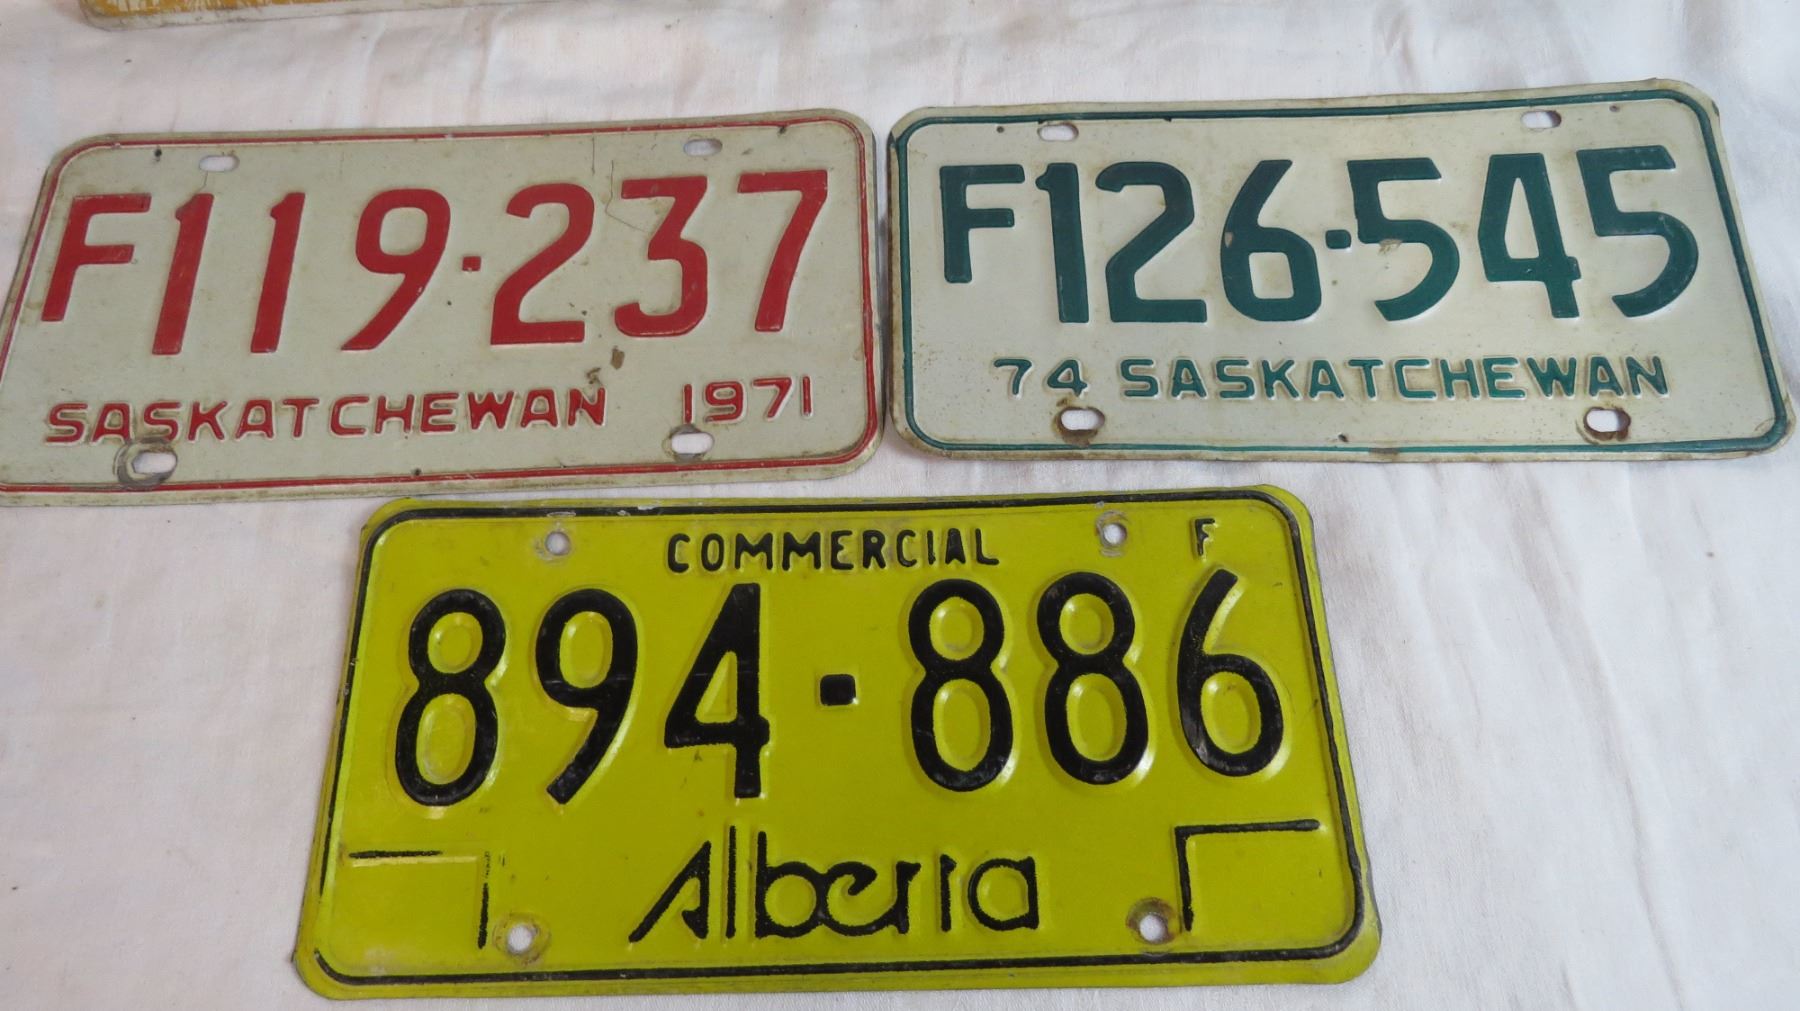 F119·237
SASKATCHEWAN 1971
F126·545
74 SASKATCHEWAN
COMMERCIAL F
894·886
Alberta